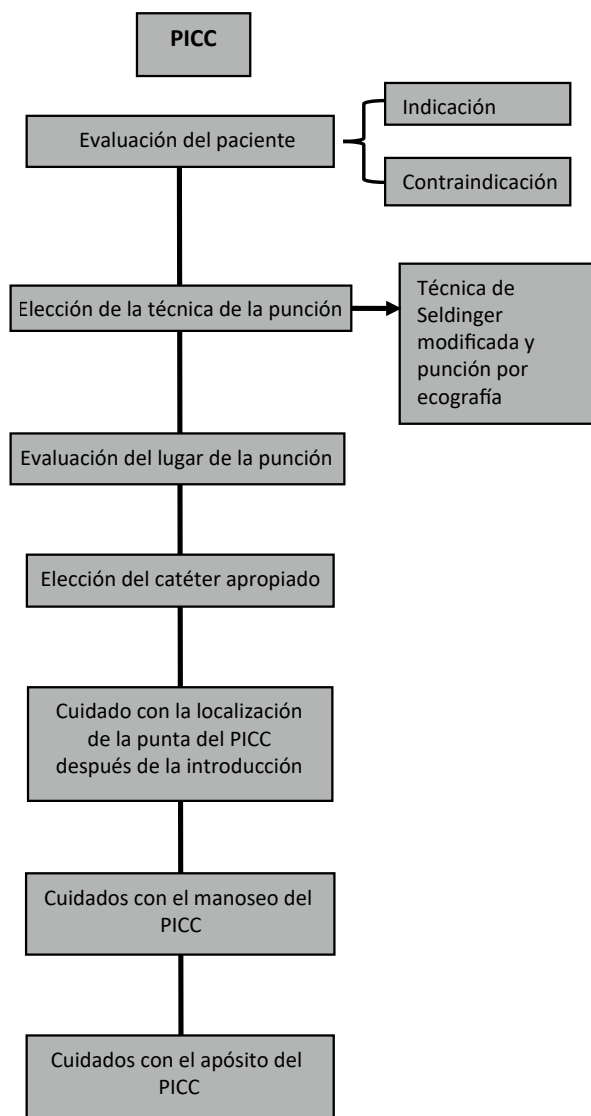 PICC
Evaluación del paciente
Indicación
Contraindicación
Elección de la técnica de la punción
Técnica de
Seldinger
modificada y
punción por
ecografía
Evaluación del lugar de la punción
Elección del catéter apropiado
Cuidado con la localización
de la punta del PICC
después de la introducción
Cuidados con el manoseo del
PICC
Cuidados con el apósito del
PICC